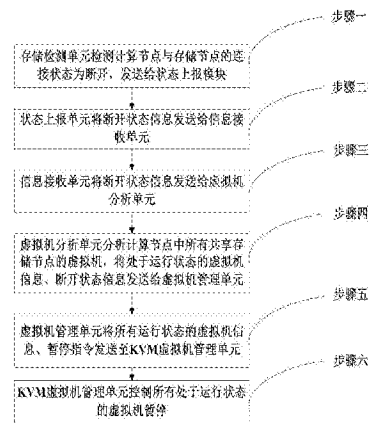 步骤一
存储检测单元检测计算节点与存储节点的连
接状态为断开，发送给状态上报模块
步骤二
状态上报单元将断开状态信息发送给信息接
收单元
步骤三
信息接收单元将断开状态信息发送给虚拟机
分析单元
步骤四
虚拟机分析单元分析计算节点中所有共享存
储节点的虚拟机，将处于运行状态的虚拟机
信息、断开状态信息发送给虚拟机管理单元
步骤五
虚拟机管理单元将所有运行状态的虚拟机信
息、暂停指令发送至KVM虚拟机管理单元
步骤六
KVM虚拟机管理单元控制所有处于运行状态
的虚拟机暂停